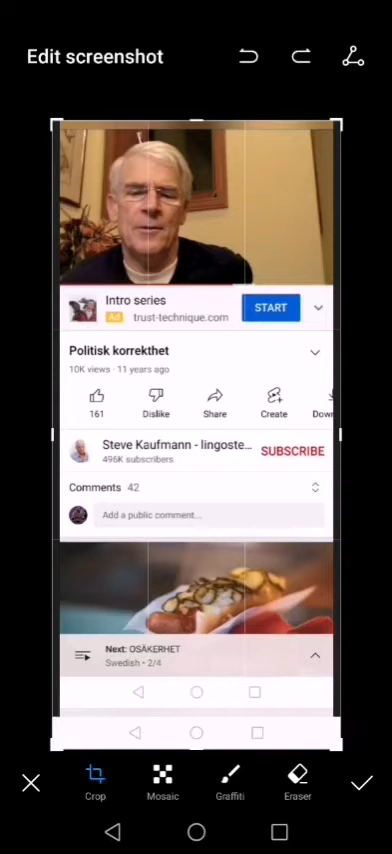 Edit screenshot
Intro series
Ad trust-technique.com
START
Politisk korrekthet
10K views · 11 years ago
161
Dislike
Share
Create
Down
Steve Kaufmann - lingoste...
496K subscribers
SUBSCRIBE
Comments 42
Add a public comment...
Next: OSÄKERHET
Swedish • 2/4
Crop
Mosaic
Graffiti
Eraser